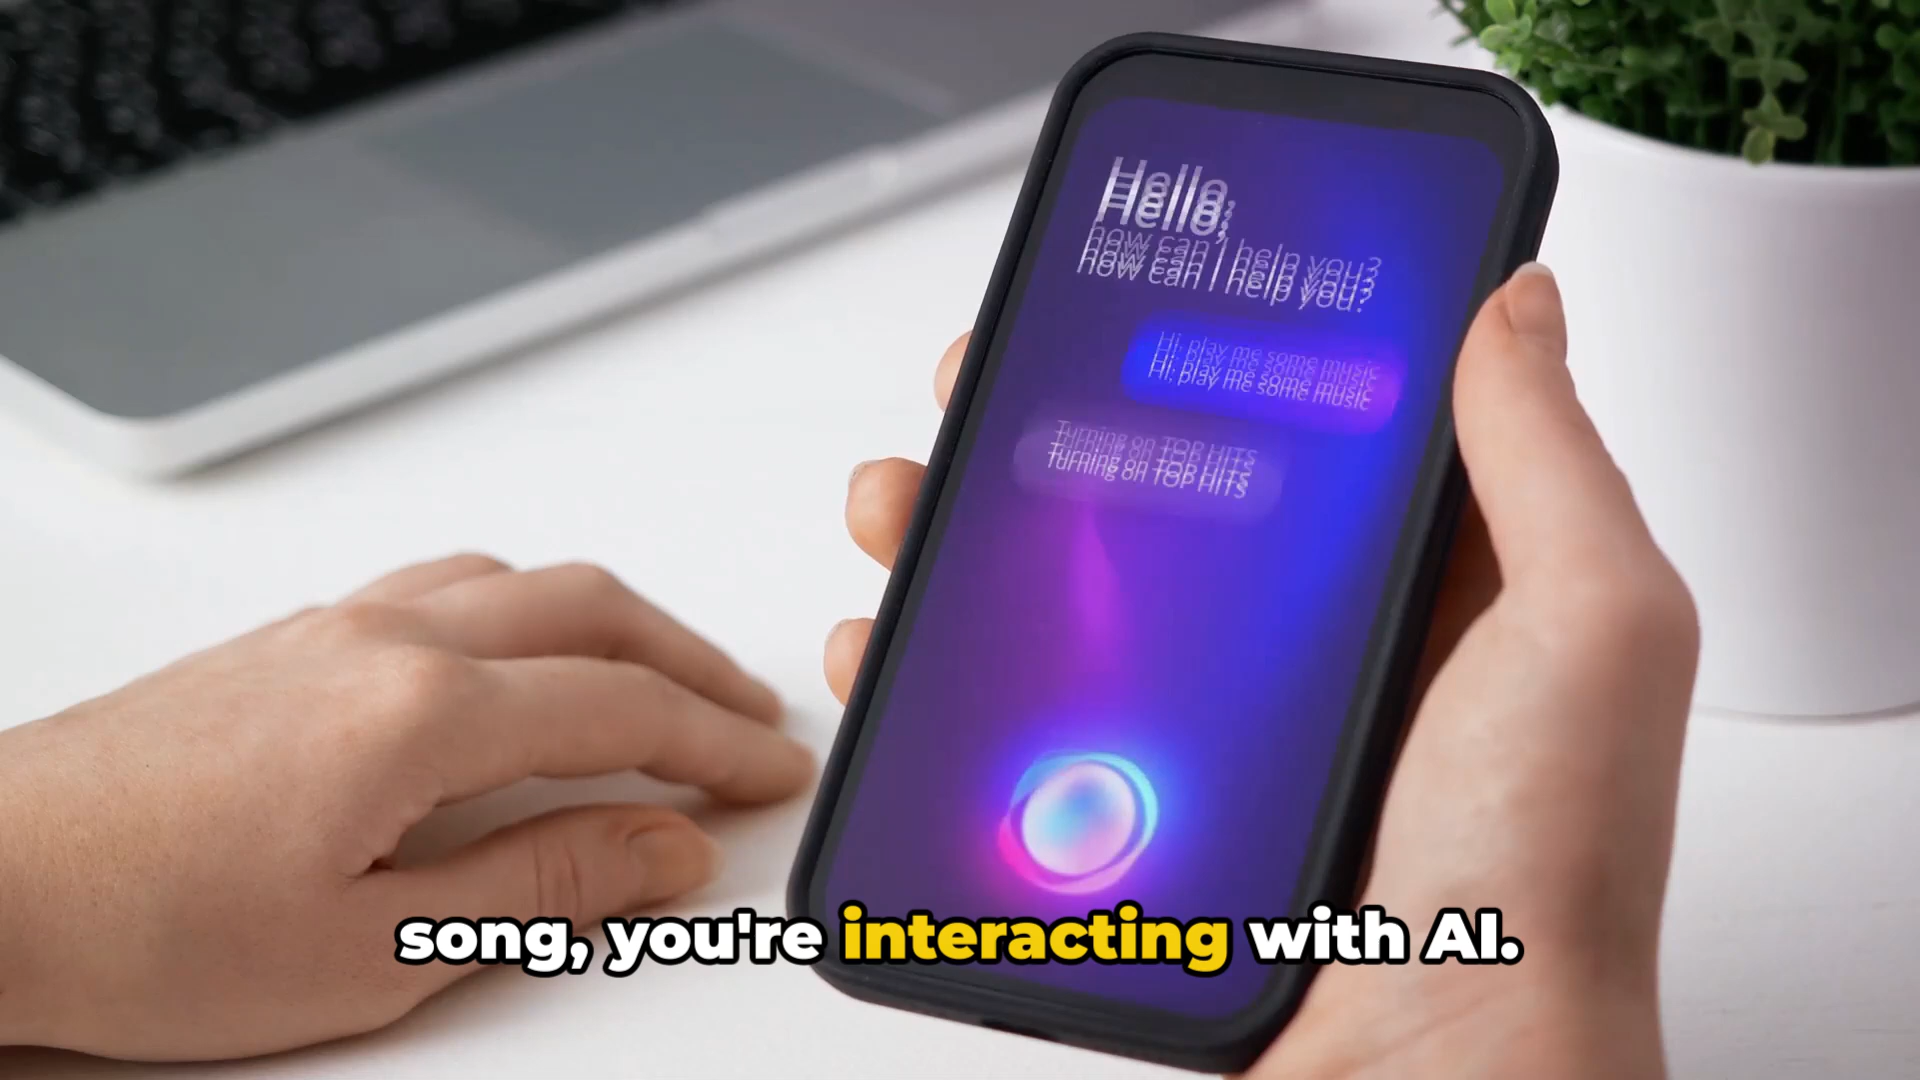 Hello,
how can I help you?
Hi, play me some music
Turning on TOP HITS
song, you're interacting with AI.